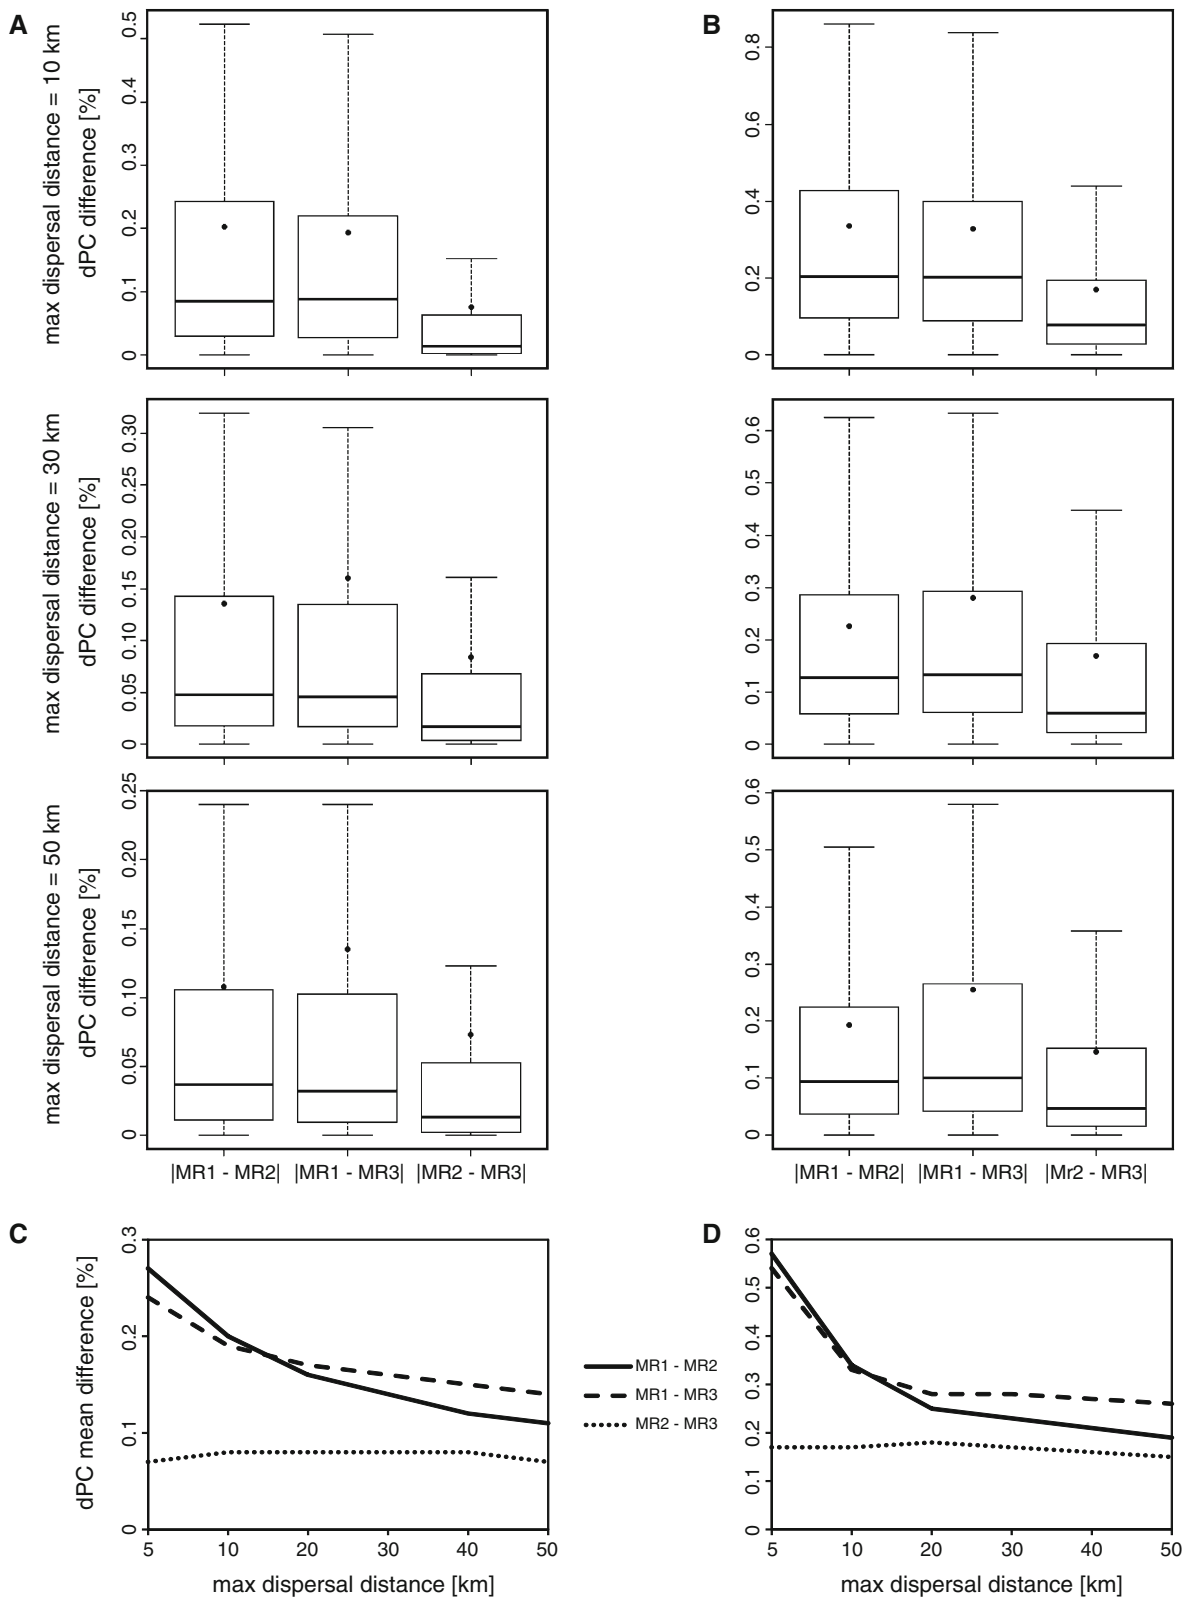 A
max dispersal distance = 10 km
dPC difference [%]
0.5
0.4
0.3
0.2
0.1
0
B
0.8
0.6
0.4
0.2
0
max dispersal distance = 30 km
dPC difference [%]
0.30
0.25
0.20
0.15
0.10
0.05
0
0.6
0.5
0.4
0.3
0.2
0.1
0
max dispersal distance = 50 km
dPC difference [%]
0.25
0.20
0.15
0.10
0.05
0
|MR1 - MR2| |MR1 - MR3| |MR2 - MR3|
0.6
0.5
0.4
0.3
0.2
0.1
0
|MR1 - MR2| |MR1 - MR3| |Mr2 - MR3|
C
dPC mean difference [%]
0.3
0.2
0.1
0
5 10 20 30 40 50
max dispersal distance [km]
MR1 - MR2
MR1 - MR3
MR2 - MR3
D
0.6
0.5
0.4
0.3
0.2
0.1
0
5 10 20 30 40 50
max dispersal distance [km]